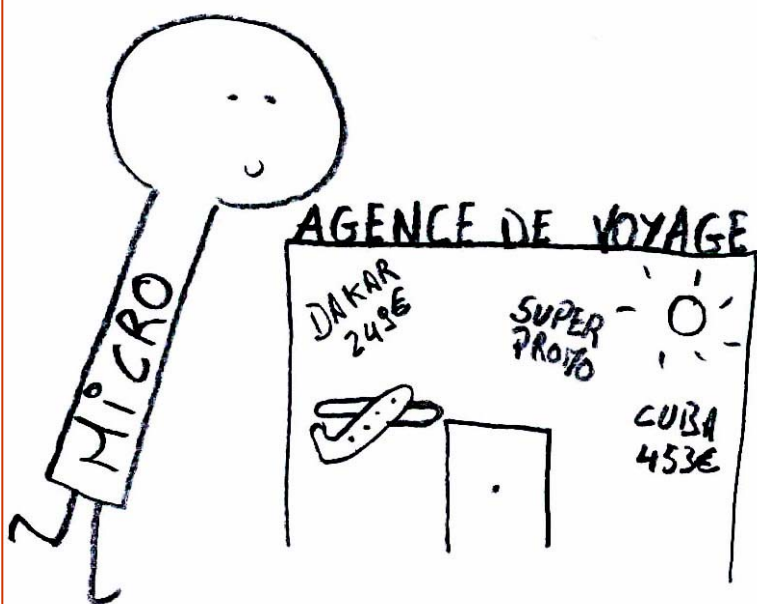 MiCRO
AGENCE DE VOYAGE
DAKAR
249€
SUPER
PROMO
CUBA
453€